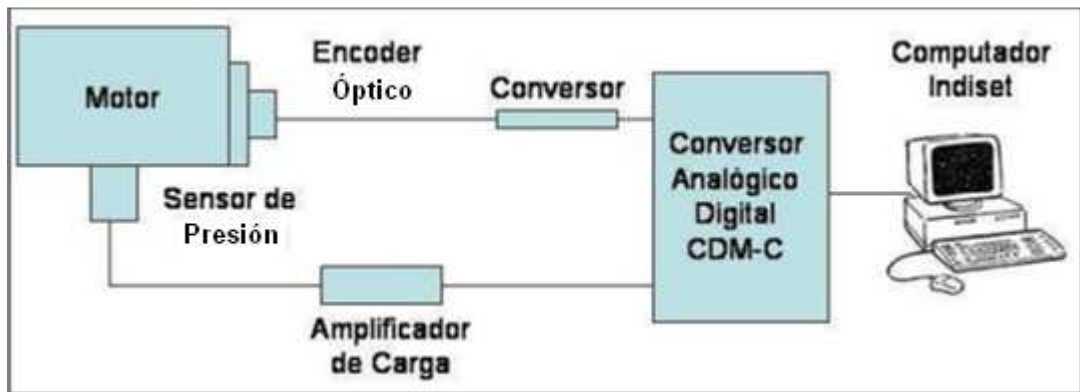 Motor
Encoder
Óptico
Conversor
Computador
Indiset
Sensor de
Presión
Conversor
Analógico
Digital
CDM-C
Amplificador
de Carga